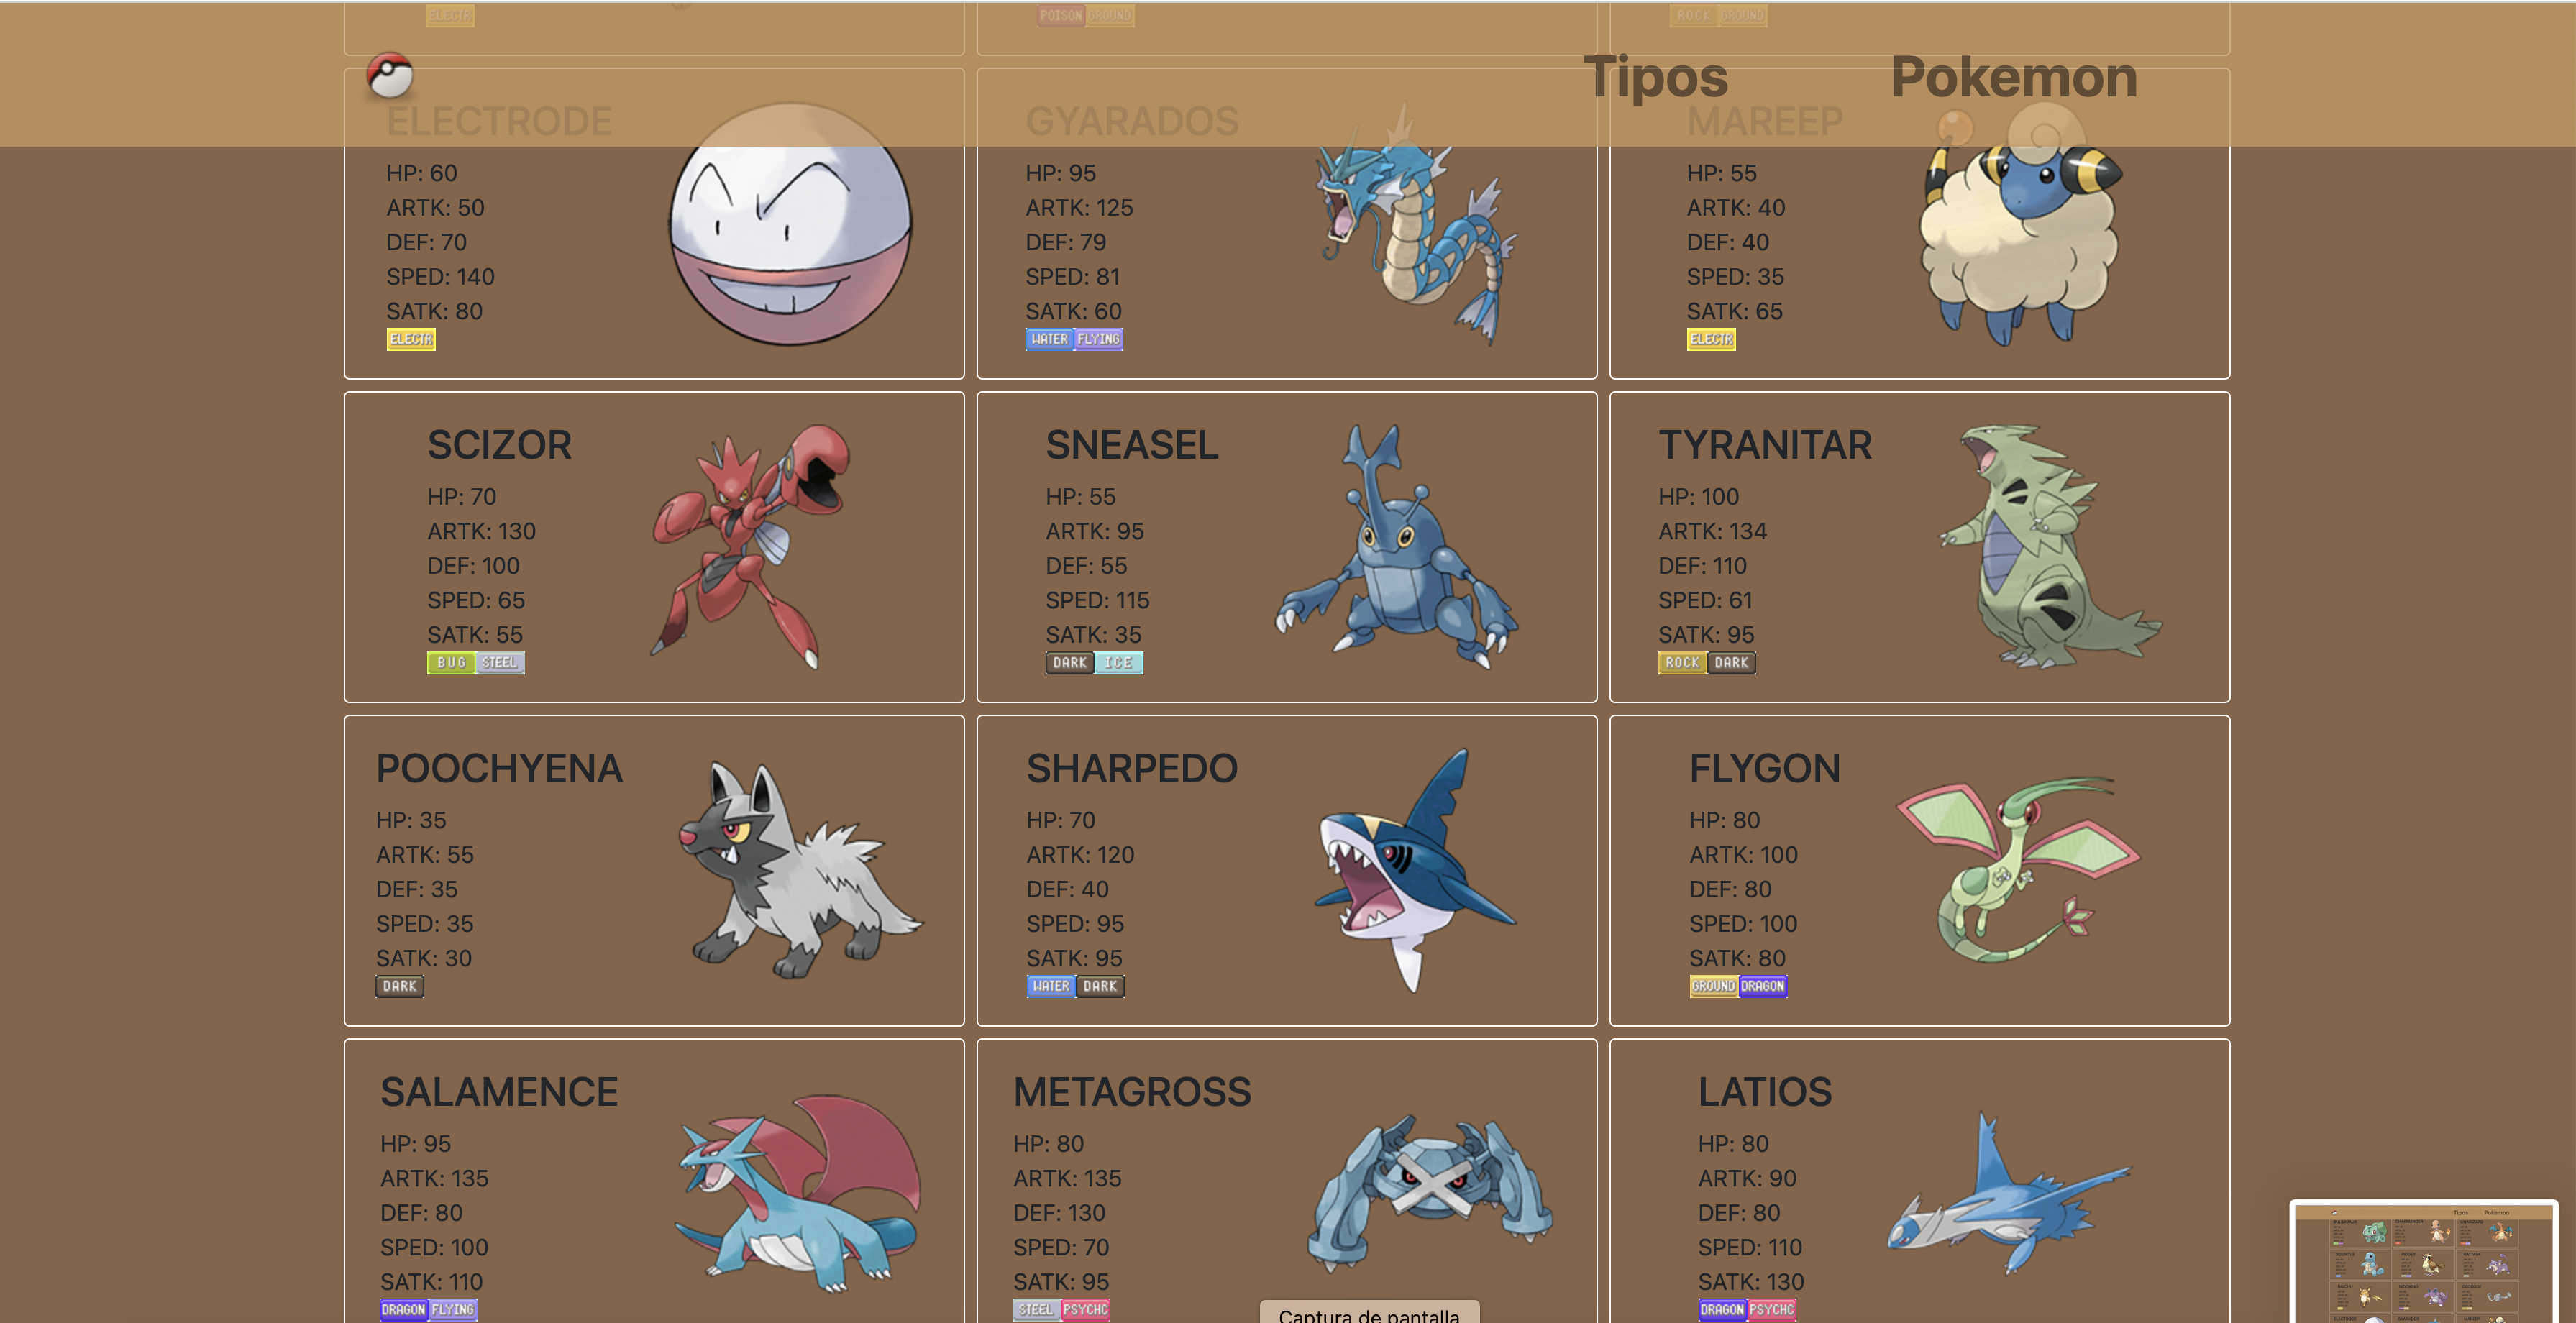 ELECTR
POISON GROUND
ROCK GROUND
Tipos
Pokemon
ELECTRODE
HP: 60
ARTK: 50
DEF: 70
SPED: 140
SATK: 80
ELECTR
GYARADOS
HP: 95
ARTK: 125
DEF: 79
SPED: 81
SATK: 60
WATER FLYING
MAREEP
HP: 55
ARTK: 40
DEF: 40
SPED: 35
SATK: 65
ELECTR
SCIZOR
HP: 70
ARTK: 130
DEF: 100
SPED: 65
SATK: 55
BUG STEEL
SNEASEL
HP: 55
ARTK: 95
DEF: 55
SPED: 115
SATK: 35
DARK ICE
TYRANITAR
HP: 100
ARTK: 134
DEF: 110
SPED: 61
SATK: 95
ROCK DARK
POOCHYENA
HP: 35
ARTK: 55
DEF: 35
SPED: 35
SATK: 30
DARK
SHARPEDO
HP: 70
ARTK: 120
DEF: 40
SPED: 95
SATK: 95
WATER DARK
FLYGON
HP: 80
ARTK: 100
DEF: 80
SPED: 100
SATK: 80
GROUND DRAGON
SALAMENCE
HP: 95
ARTK: 135
DEF: 80
SPED: 100
SATK: 110
DRAGON FLYING
METAGROSS
HP: 80
ARTK: 135
DEF: 130
SPED: 70
SATK: 95
STEEL PSYCHC
LATIOS
HP: 80
ARTK: 90
DEF: 80
SPED: 110
SATK: 130
DRAGON PSYCHC
Captura de pantalla
Tipos
Pokemon